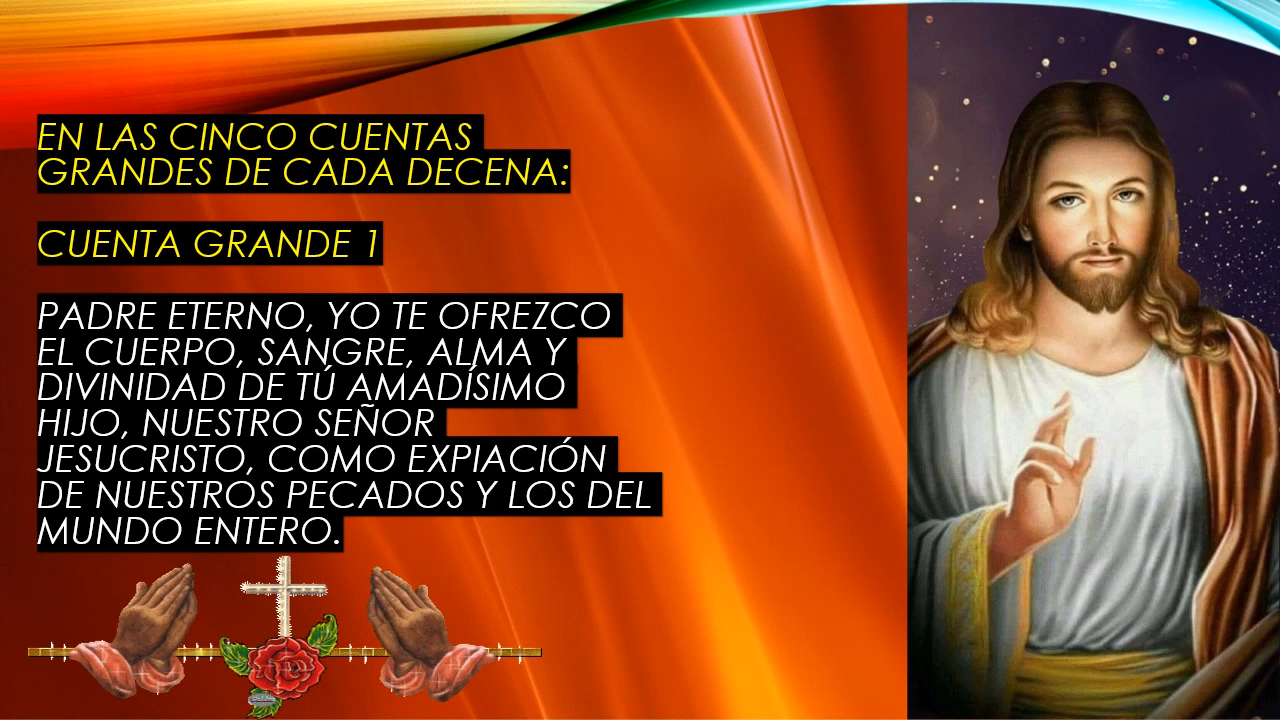 EN LAS CINCO CUENTAS
GRANDES DE CADA DECENA:
CUENTA GRANDE 1
PADRE ETERNO, YO TE OFREZCO
EL CUERPO, SANGRE, ALMA Y
DIVINIDAD DE TÚ AMADÍSIMO
HIJO, NUESTRO SEÑOR
JESUCRISTO, COMO EXPIACIÓN
DE NUESTROS PECADOS Y LOS DEL
MUNDO ENTERO.